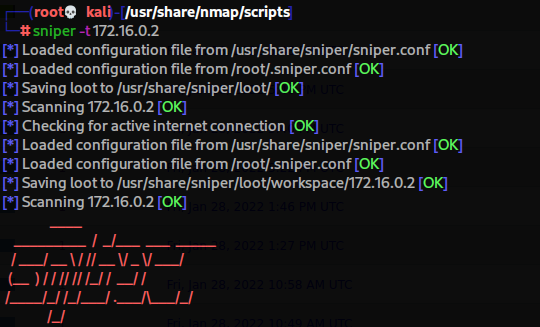 (root💀kali)-[/usr/share/nmap/scripts]
# sniper -t 172.16.0.2
[*] Loaded configuration file from /usr/share/sniper/sniper.conf [OK]
[*] Loaded configuration file from /root/.sniper.conf [OK]
[*] Saving loot to /usr/share/sniper/loot/ [OK]
[*] Scanning 172.16.0.2 [OK]
[*] Checking for active internet connection [OK]
[*] Loaded configuration file from /usr/share/sniper/sniper.conf [OK]
[*] Loaded configuration file from /root/.sniper.conf [OK]
[*] Saving loot to /usr/share/sniper/loot/workspace/172.16.0.2 [OK]
[*] Scanning 172.16.0.2 [OK]
Jan 28, 2022 1:46 PM UTC
1:27 PM UTC
sniper
Fri, Jan 28, 2022 10:58 AM UTC
Fri, Jan 28, 2022 10:49 AM UTC